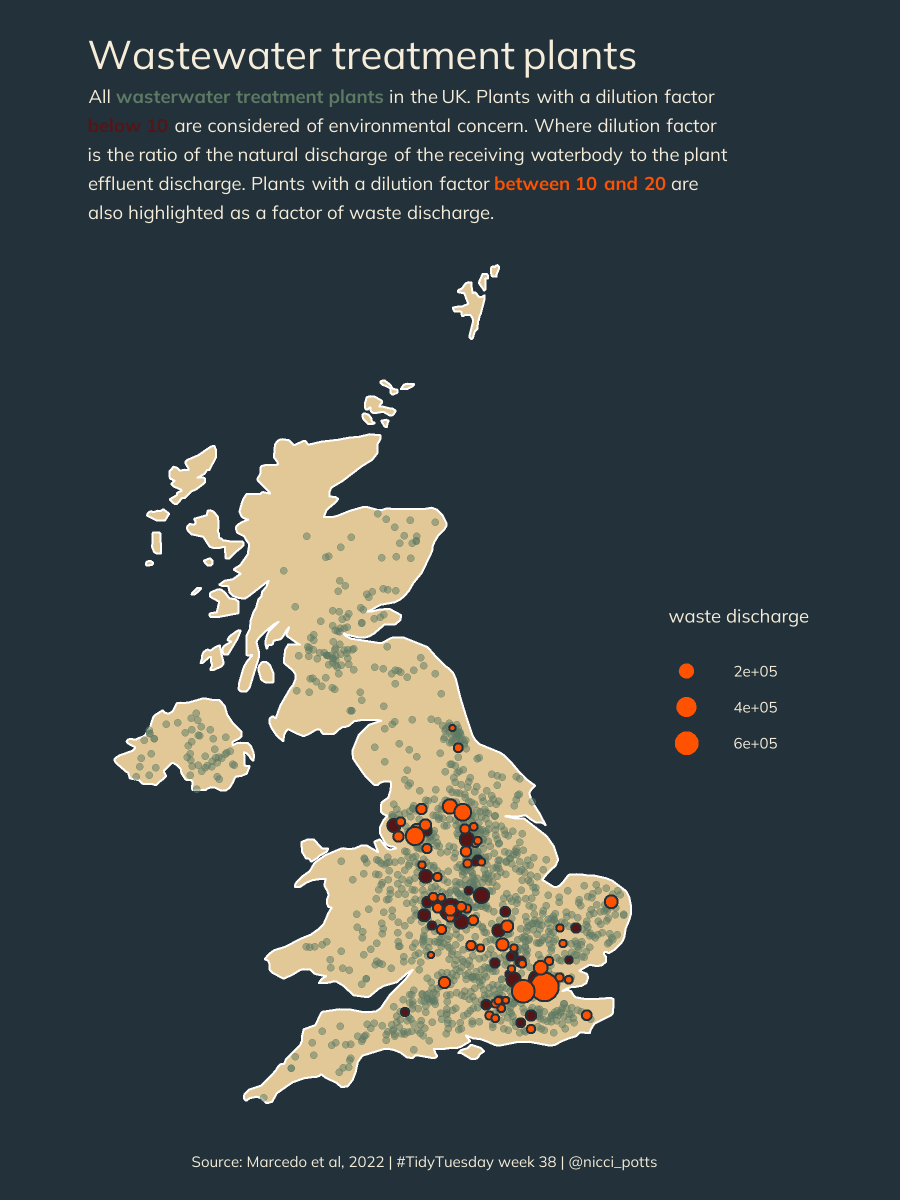 Wastewater treatment plants
All wasterwater treatment plants in the UK. Plants with a dilution factor
below 10 are considered of environmental concern. Where dilution factor
is the ratio of the natural discharge of the receiving waterbody to the plant
effluent discharge. Plants with a dilution factor between 10 and 20 are
also highlighted as a factor of waste discharge.
waste discharge
2e+05
4e+05
6e+05
Source: Marcedo et al, 2022 | #TidyTuesday week 38 | @nicci_potts